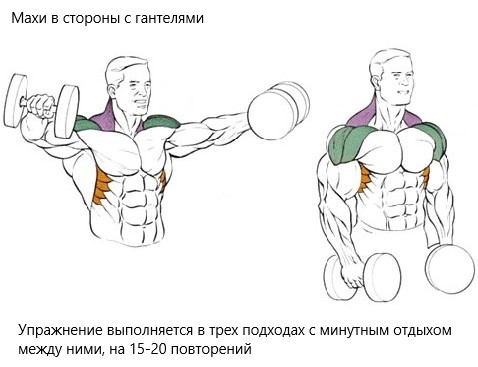 Махи в стороны с гантелями
Упражнение выполняется в трех подходах с минутным отдыхом
между ними, на 15-20 повторений